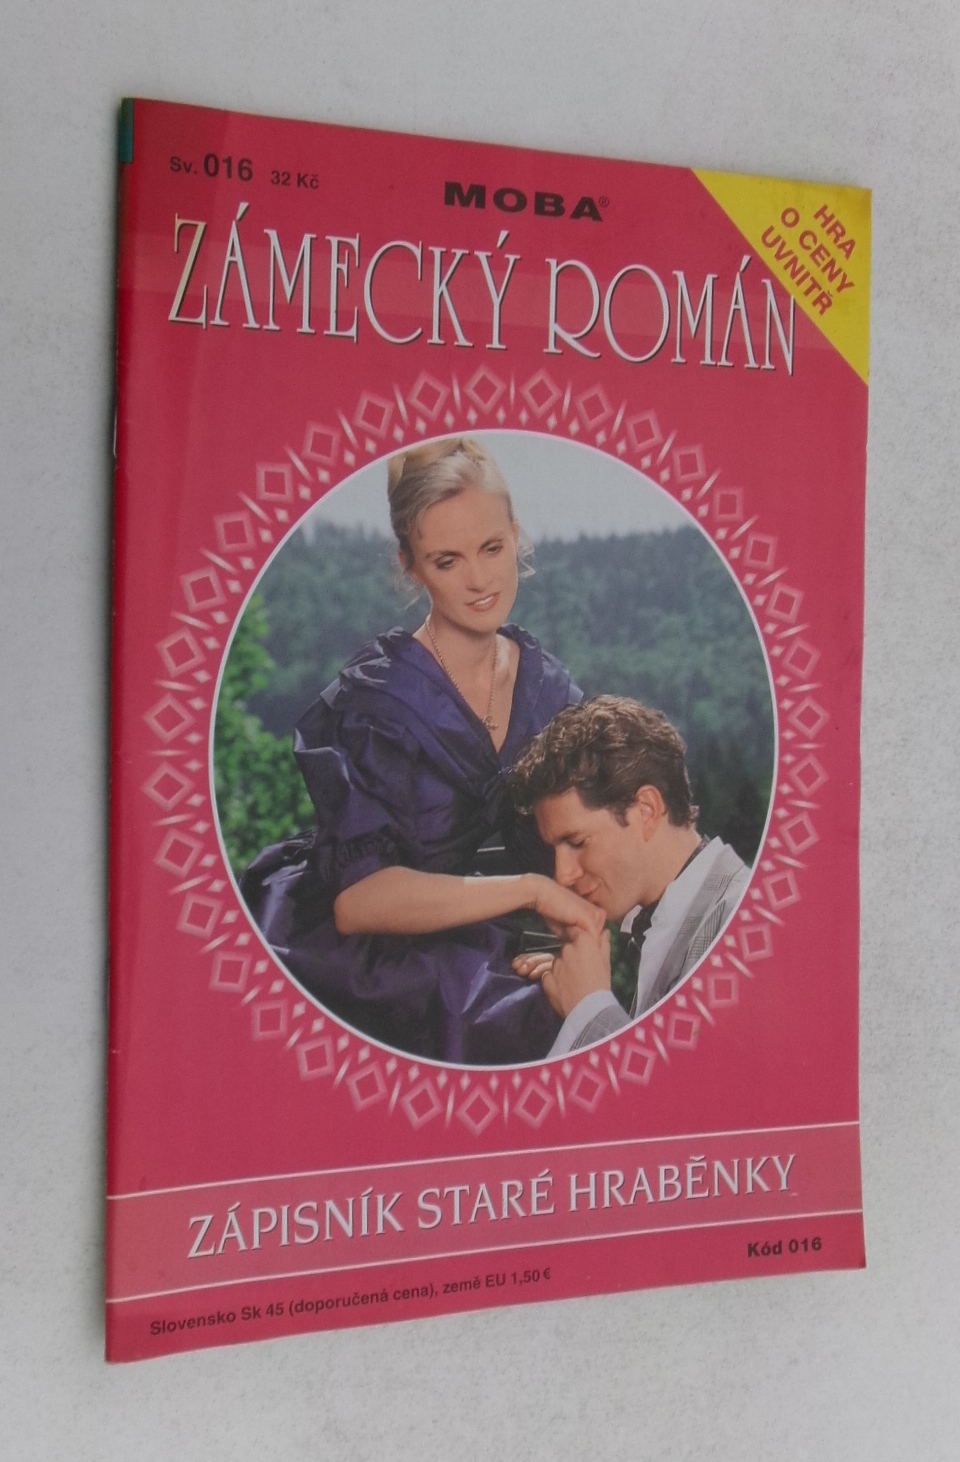 Sv. 016 32 Kč
MOBA®
HRA
O CENY
UVNITŘ
ZÁMECKÝ ROMÁN
ZÁPISNÍK STARÉ HRABĚNKY
Kód 016
Slovensko Sk 45 (doporučená cena), země EU 1,50 €